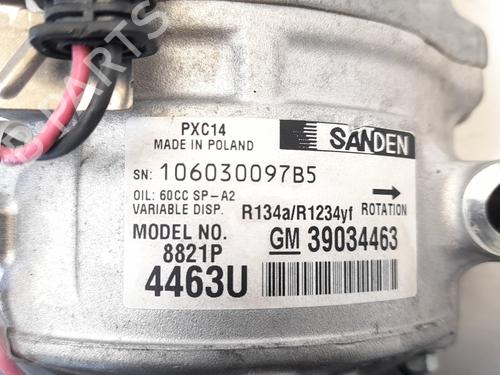 PXC14
MADE IN POLAND
SANDEN
SN: 106030097B5
OIL: 60CC SP-A2
VARIABLE DISP. R134a/R1234yf ROTATION
MODEL NO. GM 39034463
8821P
4463U